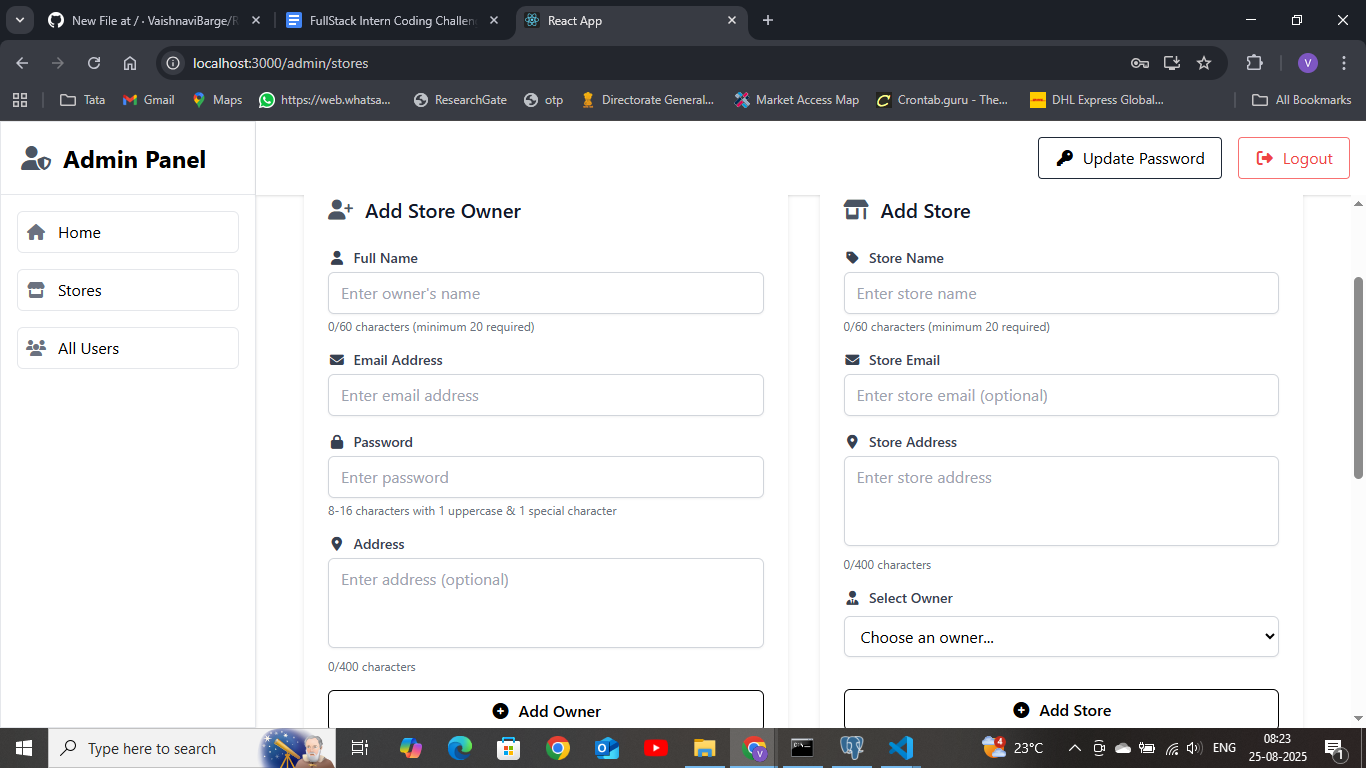 New File at / · VaishnaviBarge/R
FullStack Intern Coding Challen
React App
localhost:3000/admin/stores
V
Tata
Gmail
Maps
https://web.whatsa...
ResearchGate
otp
Directorate General...
Market Access Map
Crontab.guru - The...
DHL Express Global...
All Bookmarks
Admin Panel
Update Password
Logout
Home
Stores
All Users
Add Store Owner
Full Name
Enter owner's name
0/60 characters (minimum 20 required)
Email Address
Enter email address
Password
Enter password
8-16 characters with 1 uppercase & 1 special character
Address
Enter address (optional)
0/400 characters
Add Owner
Add Store
Store Name
Enter store name
0/60 characters (minimum 20 required)
Store Email
Enter store email (optional)
Store Address
Enter store address
0/400 characters
Select Owner
Choose an owner...
Add Store
Type here to search
V
4
23°C
ENG
08:23
25-08-2025
1